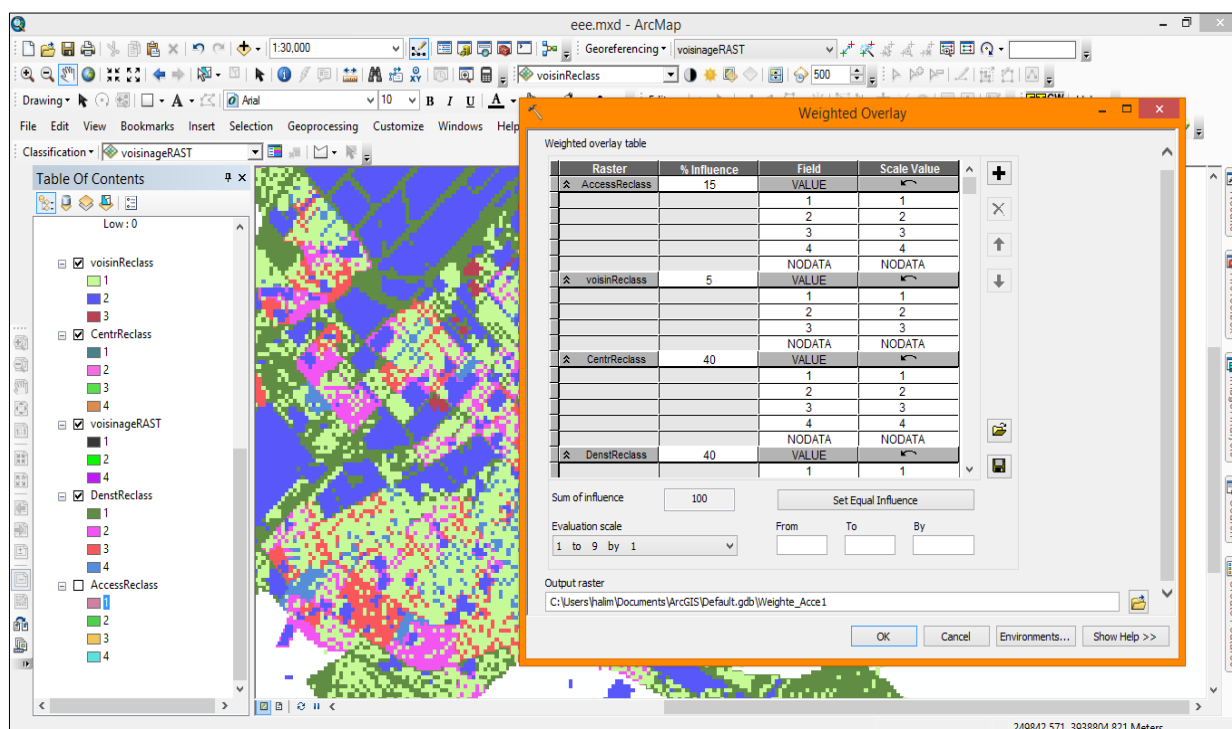 eee.mxd - ArcMap
1:30,000
Georeferencing
voisinageRAST
voisinReclass
500
Drawing
A
Arial
10
B I U A
File Edit View Bookmarks Insert Selection Geoprocessing Customize Windows Help
Classification
voisinageRAST
Table Of Contents
Low : 0
voisinReclass
1
2
3
CentrReclass
1
2
3
4
voisinageRAST
1
2
4
DenstReclass
1
2
3
4
AccessReclass
1
2
3
4
Weighted Overlay
Weighted overlay table
Raster % Influence Field Scale Value
AccessReclass 15 VALUE
1 1
2 2
3 3
4 4
NODATA NODATA
voisinReclass 5 VALUE
1 1
2 2
3 3
NODATA NODATA
CentrReclass 40 VALUE
1 1
2 2
3 3
4 4
NODATA NODATA
DenstReclass 40 VALUE
1 1
Sum of influence 100 Set Equal Influence
Evaluation scale From To By
1 to 9 by 1
Output raster
C:\Users\halim\Documents\ArcGIS\Default.gdb\Weighte_Acce1
OK Cancel Environments... Show Help >>
249842,571 3938804,821 Meters